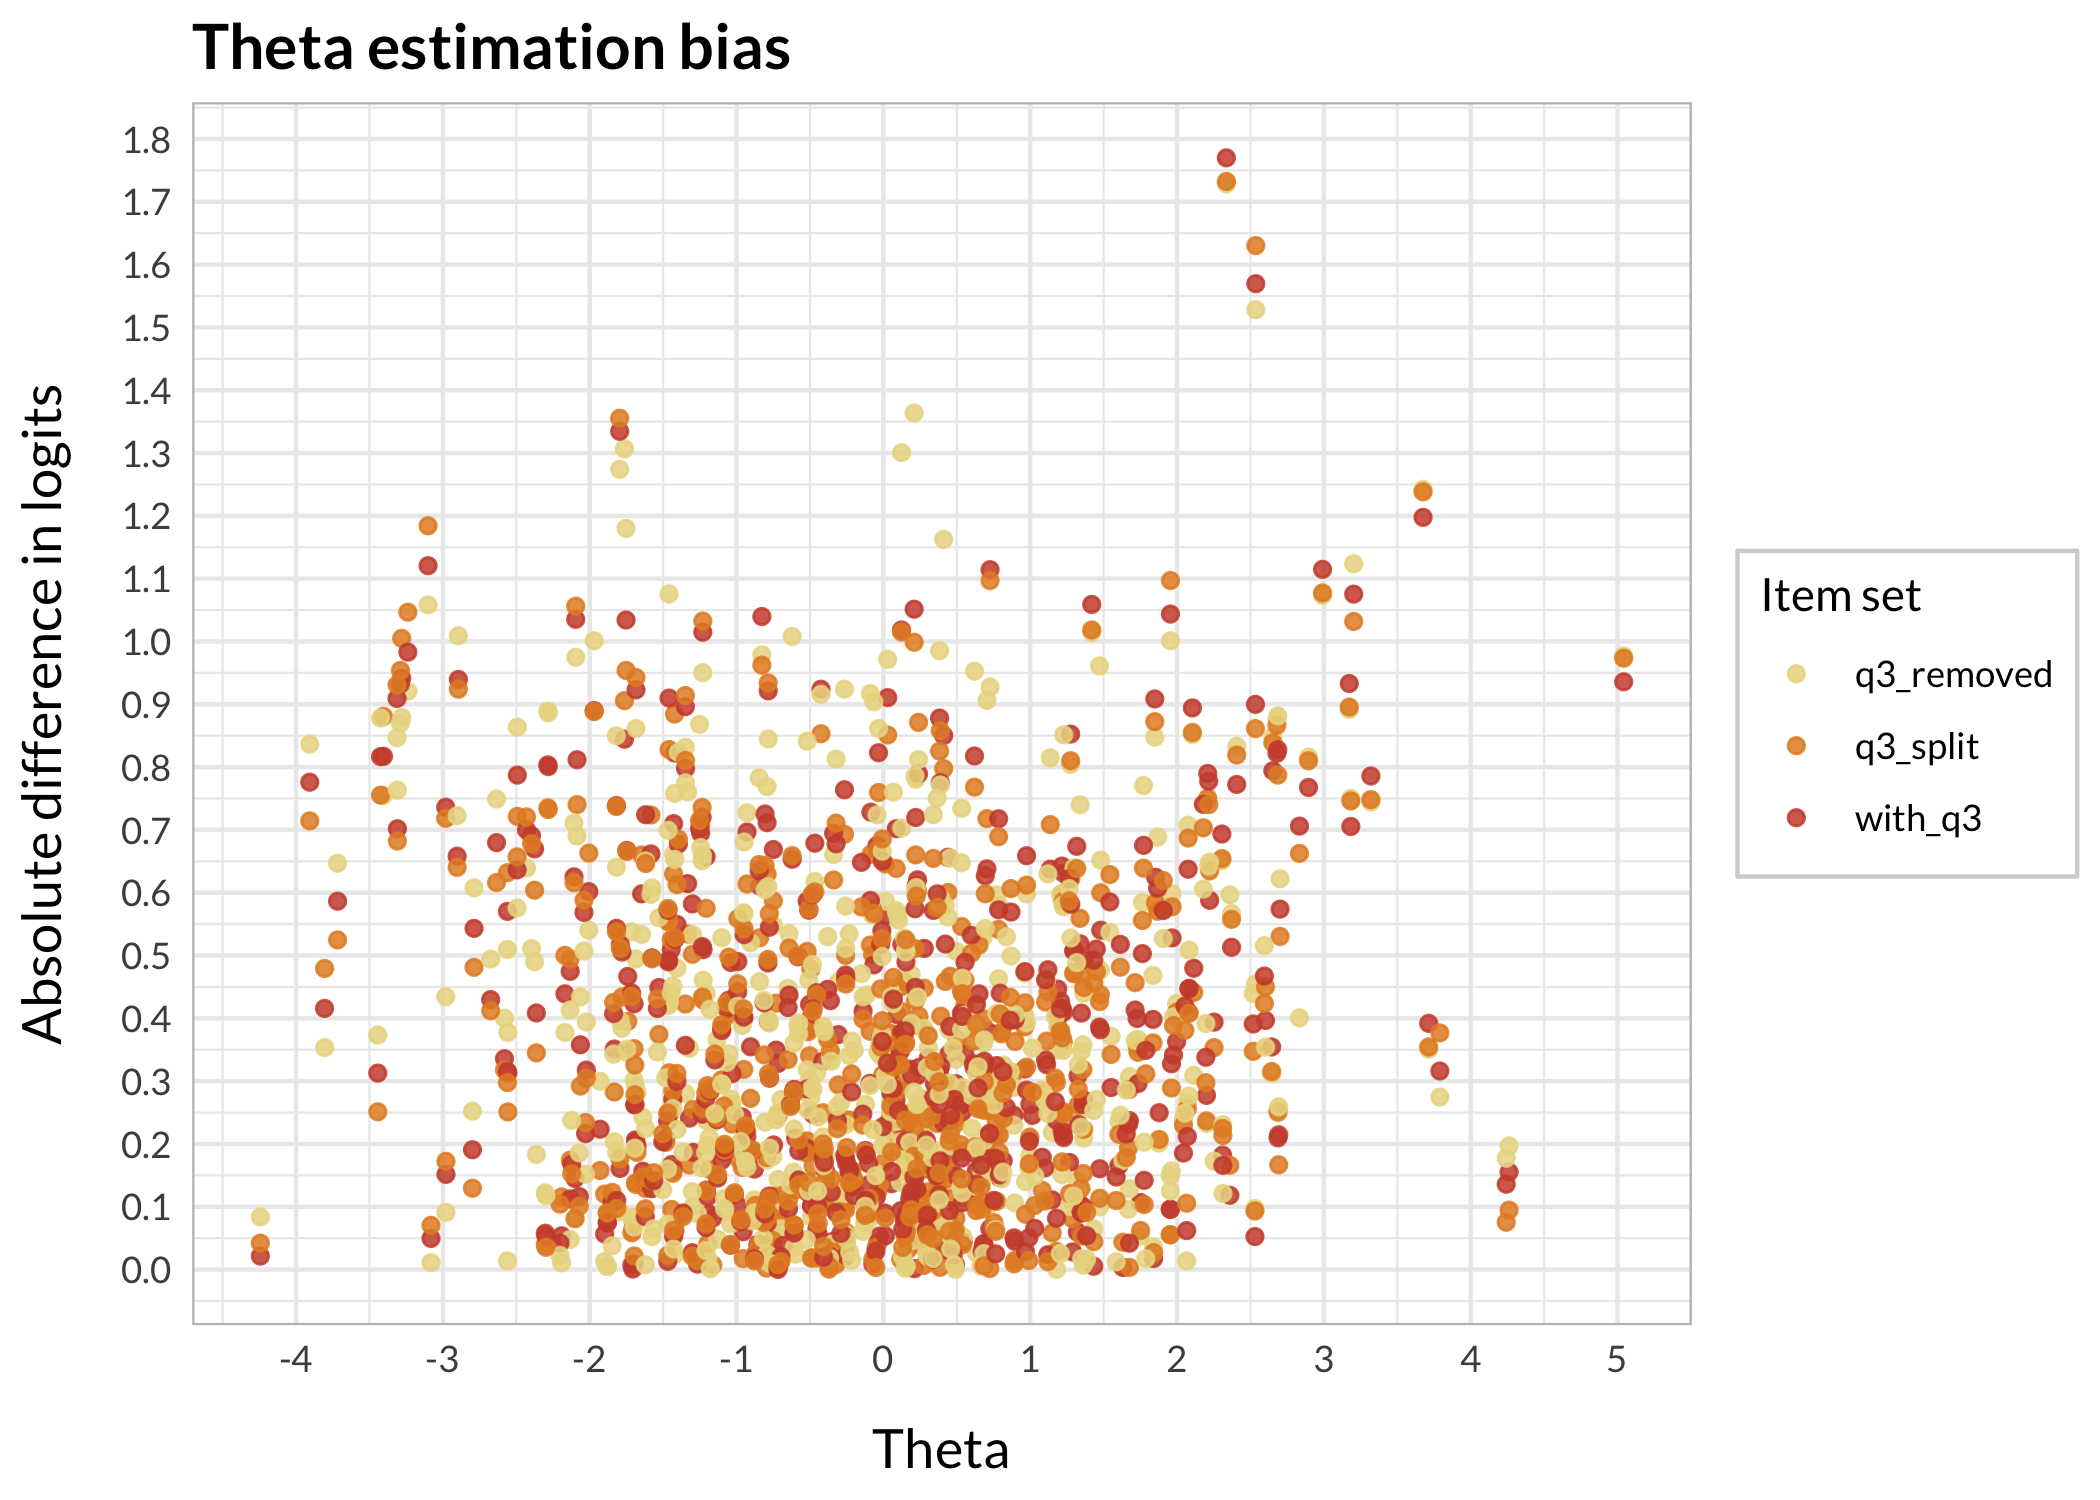 Theta estimation bias
Absolute difference in logits
1.8
1.7
1.6
1.5
1.4
1.3
1.2
1.1
1.0
0.9
0.8
0.7
0.6
0.5
0.4
0.3
0.2
0.1
0.0
-4 -3 -2 -1 0 1 2 3 4 5
Theta
Item set
q3_removed
q3_split
with_q3